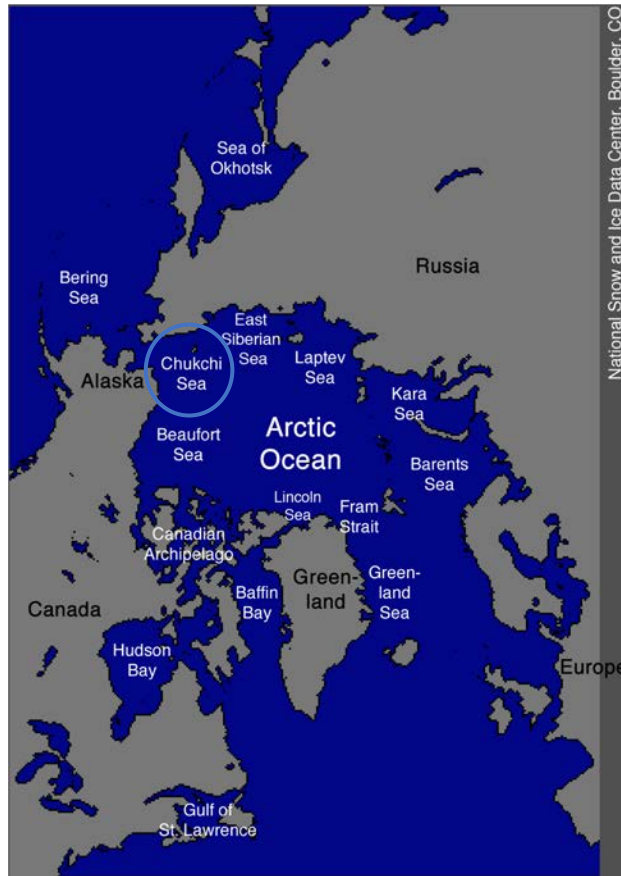 Sea of
Okhotsk
Russia
Bering
Sea
East
Siberian
Sea
Laptev
Sea
Chukchi
Sea
Alaska
Kara
Sea
Beaufort
Sea
Arctic
Ocean
Barents
Sea
Lincoln
Sea
Fram
Strait
Canadian
Archipelago
Green-
land
Green-
land
Sea
Baffin
Bay
Canada
Hudson
Bay
Europe
Gulf of
St. Lawrence
National Snow and Ice Data Center, Boulder, CO